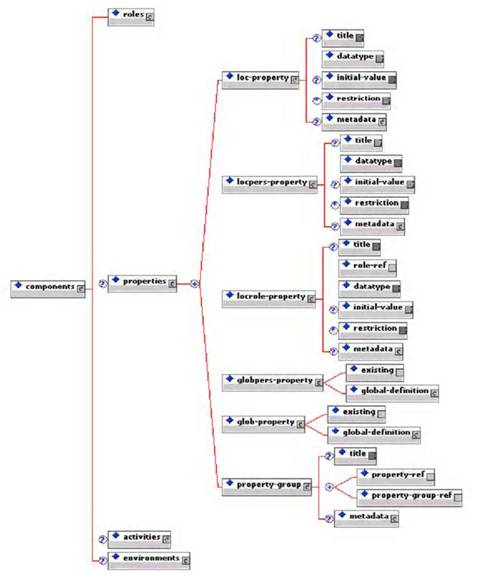 roles
title
datatype
loc-property
initial-value
restriction
metadata
title
datatype
locpers-property
initial-value
restriction
metadata
title
role-ref
components
properties
datatype
locrole-property
initial-value
restriction
metadata
existing
globpers-property
global-definition
existing
glob-property
global-definition
title
property-ref
property-group
property-group-ref
metadata
activities
environments